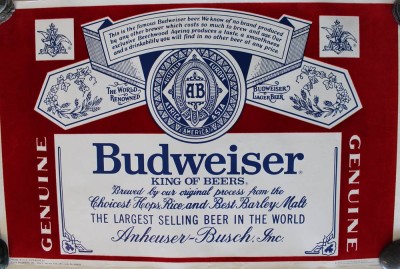 This is the famous Budweiser beer. We know of no brand produced
by any other brewer which costs so much to brew and age. Our
exclusive Beechwood Ageing produces a taste, a smoothness
and a drinkability you will find in no other beer at any price.
THE WORLD
RENOWNED
AB
AMERICA
BUDWEISER
LAGER BEER
GENUINE
GENUINE
Budweiser®
KING OF BEERS®
Brewed by our original process from the
Choicest Hops, Rice and Best Barley Malt
THE LARGEST SELLING BEER IN THE WORLD
Anheuser-Busch, Inc.